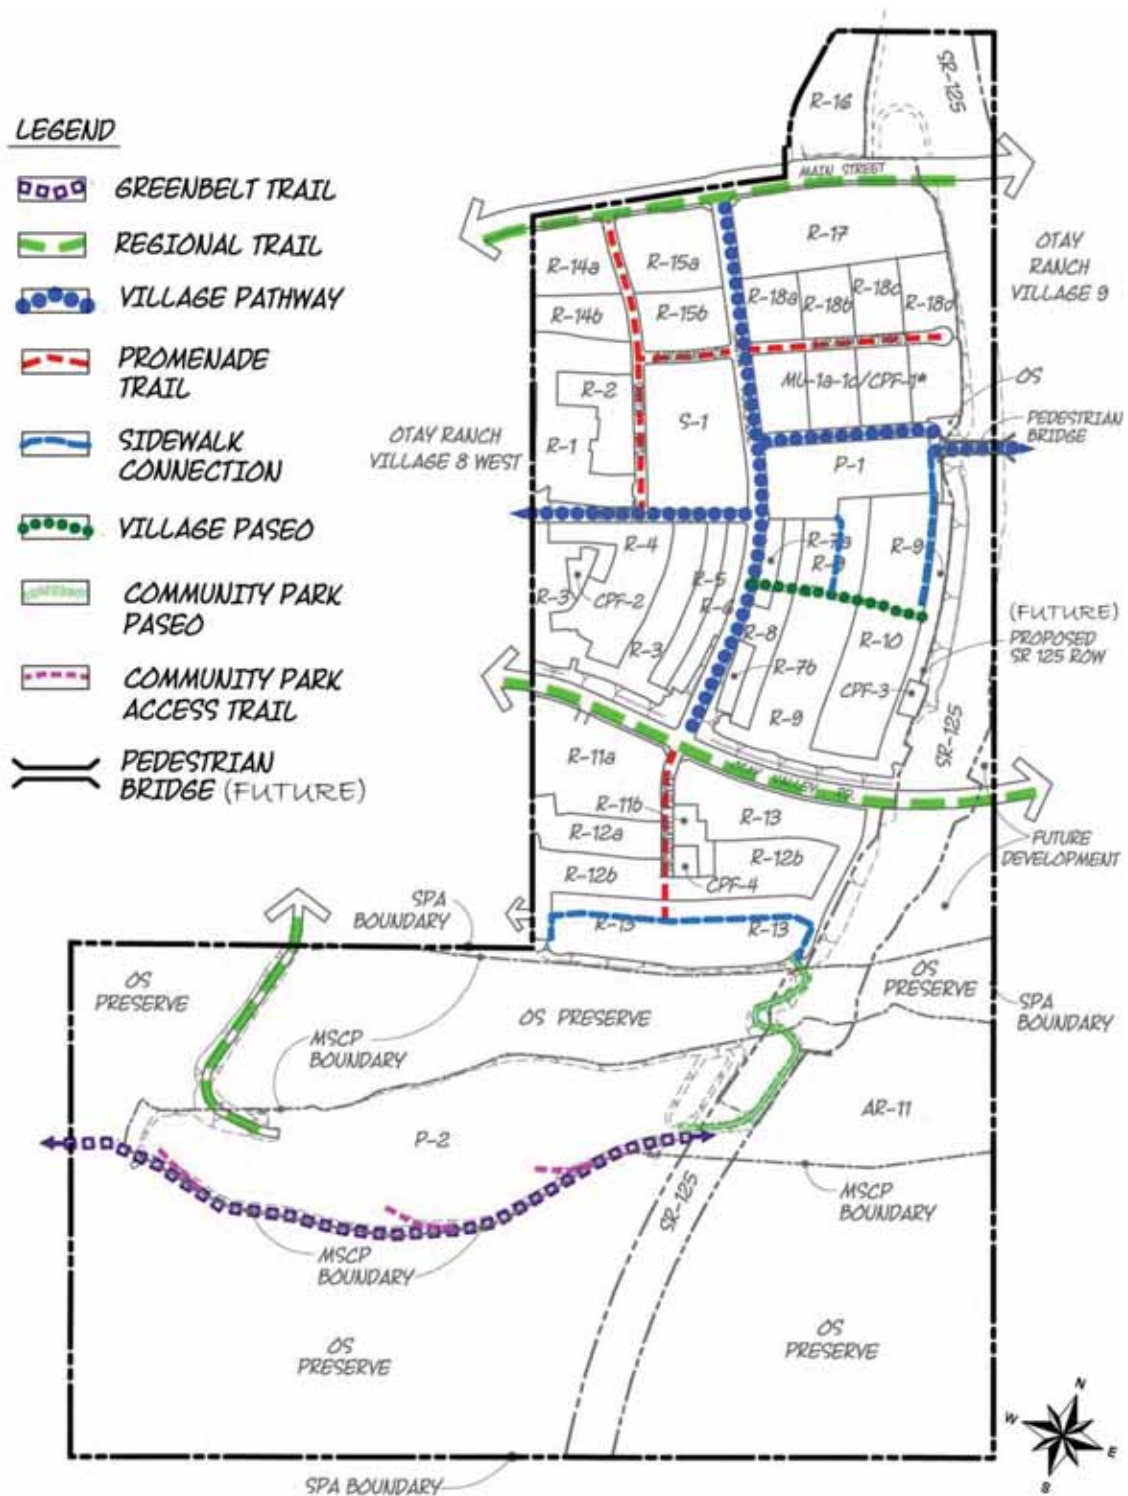 LEGEND
GREENBELT TRAIL
REGIONAL TRAIL
VILLAGE PATHWAY
PROMENADE
TRAIL
SIDEWALK
CONNECTION
VILLAGE PASEO
COMMUNITY PARK
PASEO
COMMUNITY PARK
ACCESS TRAIL
PEDESTRIAN
BRIDGE (FUTURE)
R-16
SR-125
MAIN STREET
R-17
OTAY
RANCH
VILLAGE 9
R-14a
R-15a
R-18a
R-18b
R-18c
R-18d
R-14b
R-15b
R-2
MU-1a-1c/CPF-1*
OS
S-1
PEDESTRIAN
BRIDGE
R-1
OTAY RANCH
VILLAGE 8 WEST
P-1
R-4
R-7a
R-9
R-9
R-3
CPF-2
R-5
R-8
R-10
(FUTURE)
PROPOSED
SR 125 ROW
R-3
R-7b
CPF-3
R-9
SR-125
R-11a
OTAY VALLEY RD.
R-11b
R-13
R-12a
R-12b
FUTURE
DEVELOPMENT
R-12b
CPF-4
SPA
BOUNDARY
R-13
R-13
OS
PRESERVE
OS PRESERVE
OS
PRESERVE
SPA
BOUNDARY
MSCP
BOUNDARY
P-2
AR-11
SR-125
MSCP
BOUNDARY
MSCP
BOUNDARY
OS
PRESERVE
OS
PRESERVE
SPA BOUNDARY
N
W
E
S